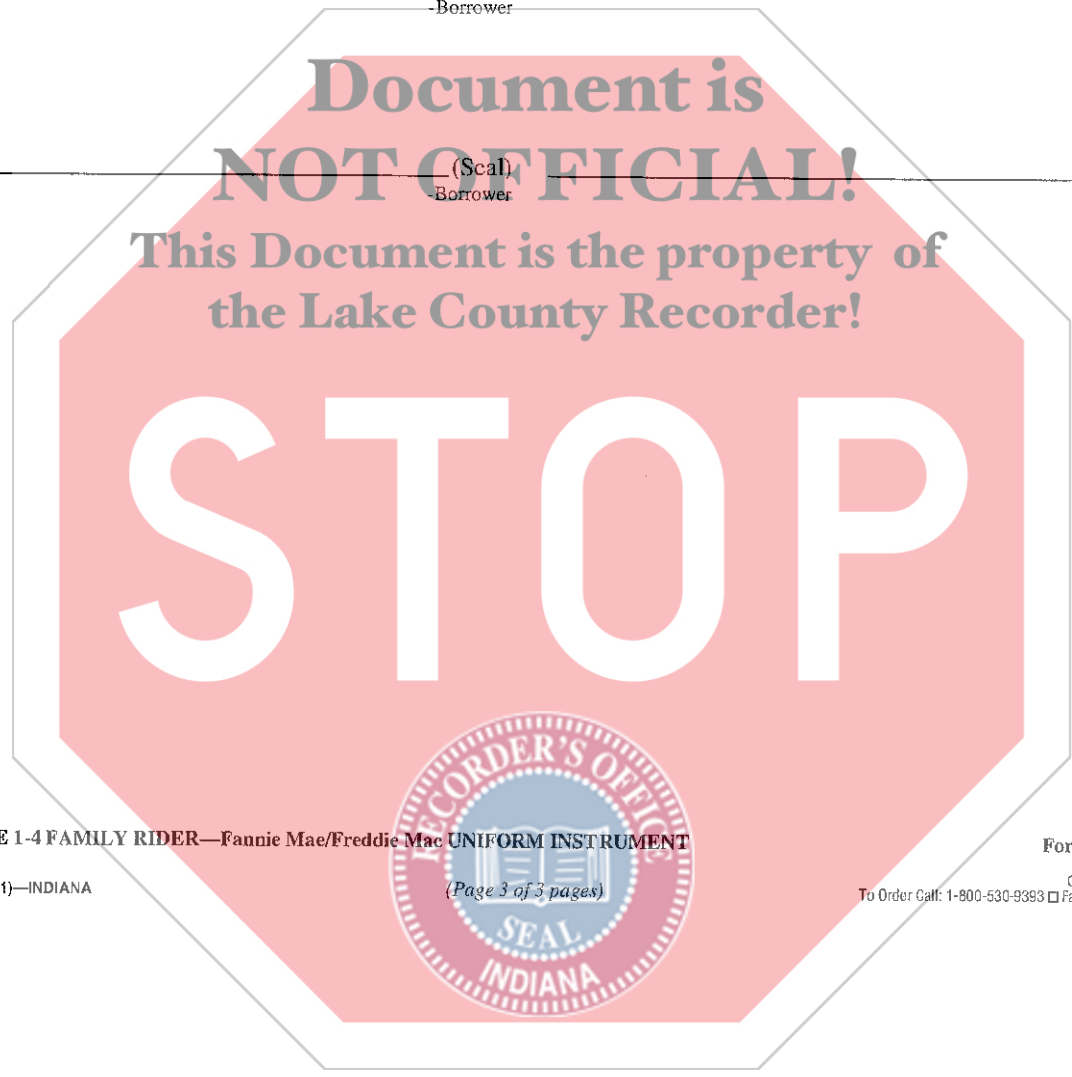 -Borrower
Document is
NOT OFFICIAL!
(Seal)
-Borrower
This Document is the property of
the Lake County Recorder!
STOP
RECORDER'S OFFICE
E 1-4 FAMILY RIDER—Fannie Mae/Freddie Mac UNIFORM INSTRUMENT
For
1)—INDIANA
(Page 3 of 3 pages)
To Order Call: 1-800-530-9393 □ Fa
SEAL
INDIANA